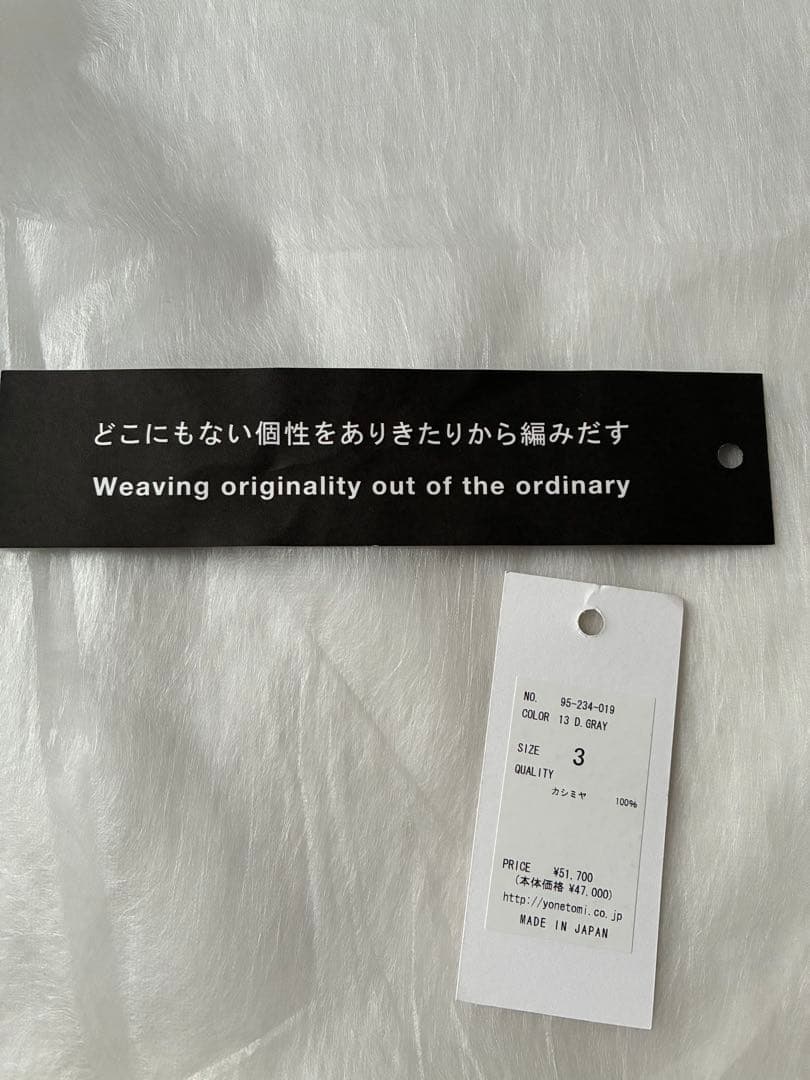 どこにもない個性をありきたりから編みだす
Weaving originality out of the ordinary
NO. 95-234-019
COLOR 13 D.GRAY
SIZE 3
QUALITY
カシミヤ 100%
PRICE ¥51,700
(本体価格 ¥47,000)
http://yonetomi.co.jp
MADE IN JAPAN